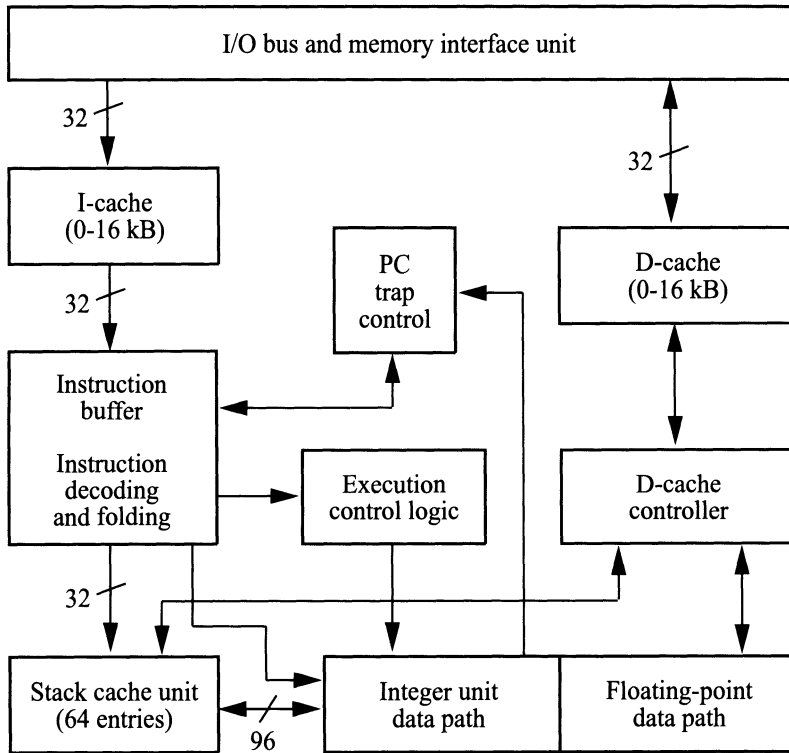 I/O bus and memory interface unit
32
32
I-cache
(0-16 kB)
PC
trap
control
D-cache
(0-16 kB)
32
Instruction
buffer
Instruction
decoding
and folding
Execution
control logic
D-cache
controller
32
Stack cache unit
(64 entries)
96
Integer unit
data path
Floating-point
data path